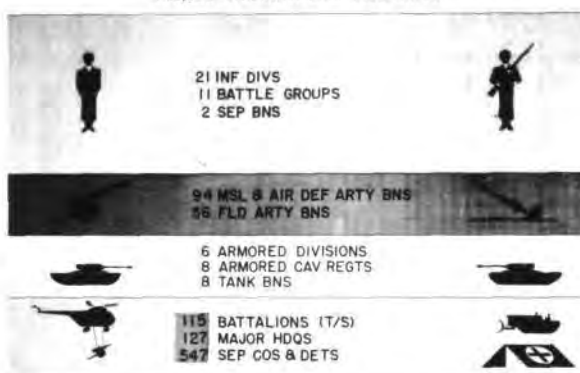 21 INF DIVS
11 BATTLE GROUPS
2 SEP BNS
94 MSL & AIR DEF ARTY BNS
56 FLD ARTY BNS
6 ARMORED DIVISIONS
8 ARMORED CAV REGTS
8 TANK BNS
115 BATTALIONS (T/S)
127 MAJOR HDQS
547 SEP COS & DETS